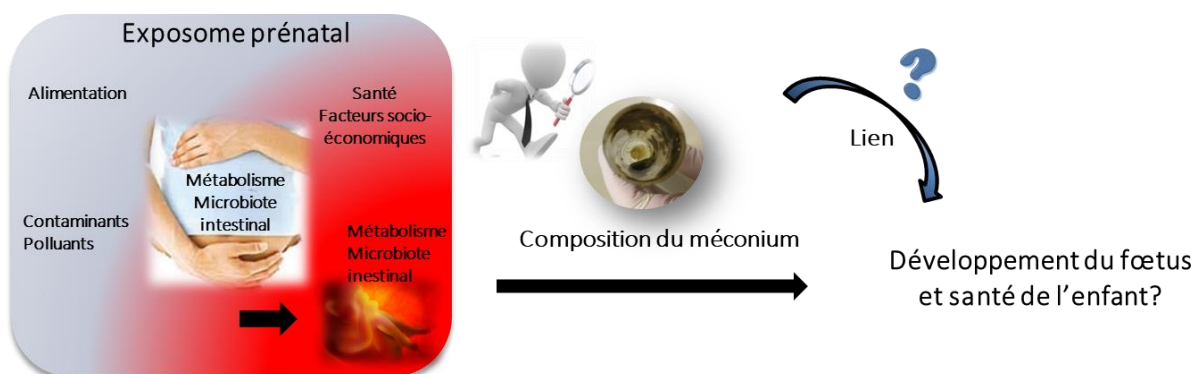 Exposome prénatal
Alimentation
Santé
Facteurs socio-
économiques
Métabolisme
Microbiote
intestinal
Contaminants
Polluants
Métabolisme
Microbiote
inestinal
Composition du méconium
?
Lien
Développement du fœtus
et santé de l'enfant?